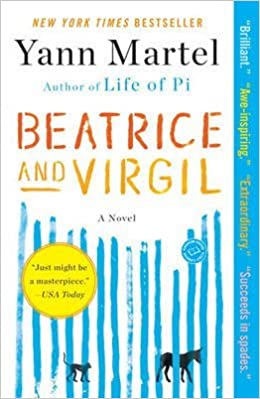 NEW YORK TIMES BESTSELLER
Yann Martel
Author of Life of Pi
BEATRICE
AND VIRGIL
A Novel
"Just might be
a masterpiece."
—USA Today
"Brilliant." "Awe-inspiring." "Extraordinary." "Succeeds in spades."